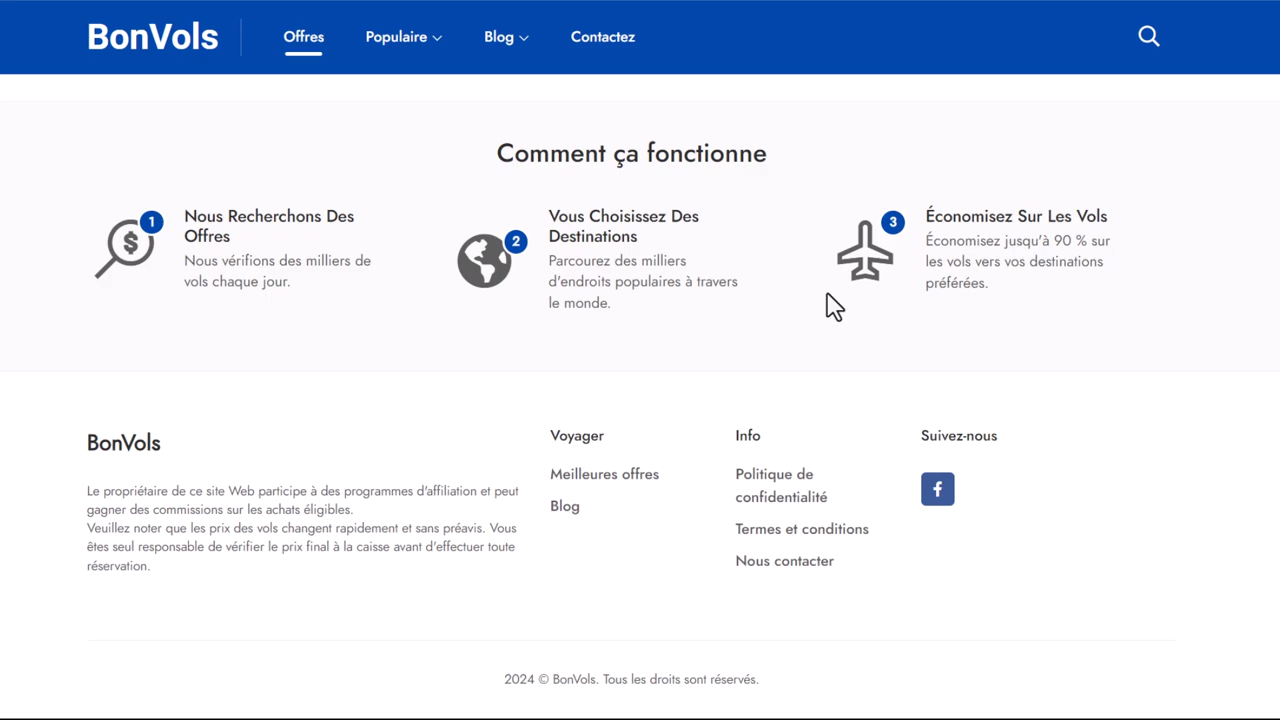 BonVols
Offres
Populaire
Blog
Contactez
Comment ça fonctionne
1
Nous Recherchons Des
Offres
Nous vérifions des milliers de
vols chaque jour.
2
Vous Choisissez Des
Destinations
Parcourez des milliers
d'endroits populaires à travers
le monde.
3
Économisez Sur Les Vols
Économisez jusqu'à 90 % sur
les vols vers vos destinations
préférées.
BonVols
Le propriétaire de ce site Web participe à des programmes d'affiliation et peut
gagner des commissions sur les achats éligibles.
Veuillez noter que les prix des vols changent rapidement et sans préavis. Vous
êtes seul responsable de vérifier le prix final à la caisse avant d'effectuer toute
réservation.
Voyager
Meilleures offres
Blog
Info
Politique de
confidentialité
Termes et conditions
Nous contacter
Suivez-nous
2024 © BonVols. Tous les droits sont réservés.